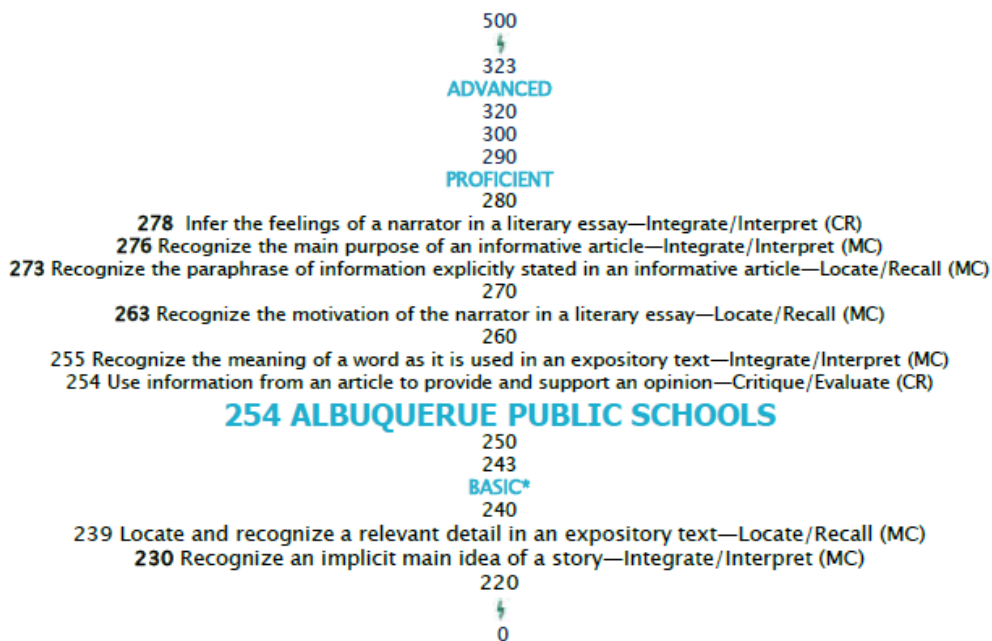 500
323
ADVANCED
320
300
290
PROFICIENT
280
278 Infer the feelings of a narrator in a literary essay—Integrate/Interpret (CR)
276 Recognize the main purpose of an informative article—Integrate/Interpret (MC)
273 Recognize the paraphrase of information explicitly stated in an informative article—Locate/Recall (MC)
270
263 Recognize the motivation of the narrator in a literary essay—Locate/Recall (MC)
260
255 Recognize the meaning of a word as it is used in an expository text—Integrate/Interpret (MC)
254 Use information from an article to provide and support an opinion—Critique/Evaluate (CR)
254 ALBUQUERUE PUBLIC SCHOOLS
250
243
BASIC*
240
239 Locate and recognize a relevant detail in an expository text—Locate/Recall (MC)
230 Recognize an implicit main idea of a story—Integrate/Interpret (MC)
220
0